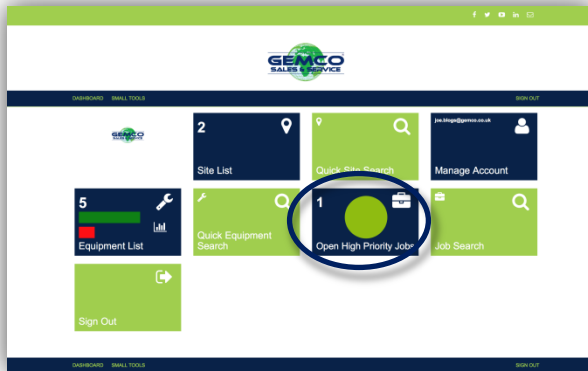 GEMCO
SALES & SERVICE
DASHBOARD SMALL TOOLS SIGN OUT
GEMCO
SALES & SERVICE
2
Site List
Quick Site Search
joe.blogs@gemco.co.uk
Manage Account
5
Equipment List
Quick Equipment
Search
1
Open High Priority Jobs
Job Search
Sign Out
DASHBOARD SMALL TOOLS SIGN OUT